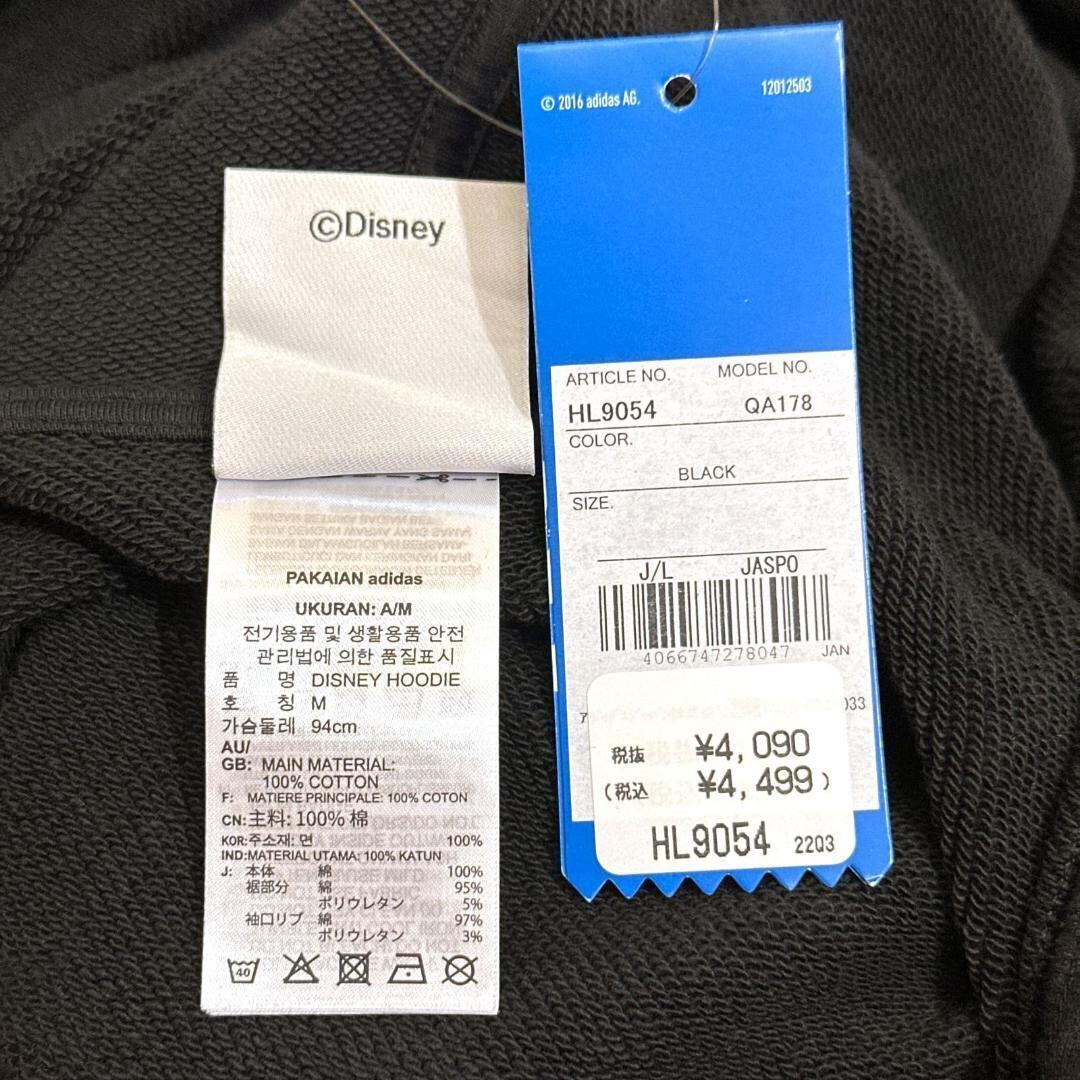 ©Disney
PAKAIAN adidas
UKURAN: A/M
전기용품 및 생활용품 안전
관리법에 의한 품질표시
품 명 DISNEY HOODIE
호 칭 M
가슴둘레 94cm
AU/
GB: MAIN MATERIAL:
100% COTTON
F: MATIERE PRINCIPALE: 100% COTON
CN:主料: 100% 棉
KOR:주소재: 면 100%
IND:MATERIAL UTAMA: 100% KATUN
J: 本体 綿 100%
裾部分 綿 95%
ポリウレタン 5%
袖口リブ 綿 97%
ポリウレタン 3%
40
© 2016 adidas AG. 12012503
ARTICLE NO. MODEL NO.
HL9054 QA178
COLOR.
BLACK
SIZE.
J/L JASPO
4066747278047 JAN
033
税抜 ¥4,090
(税込 ¥4,499)
HL9054 22Q3